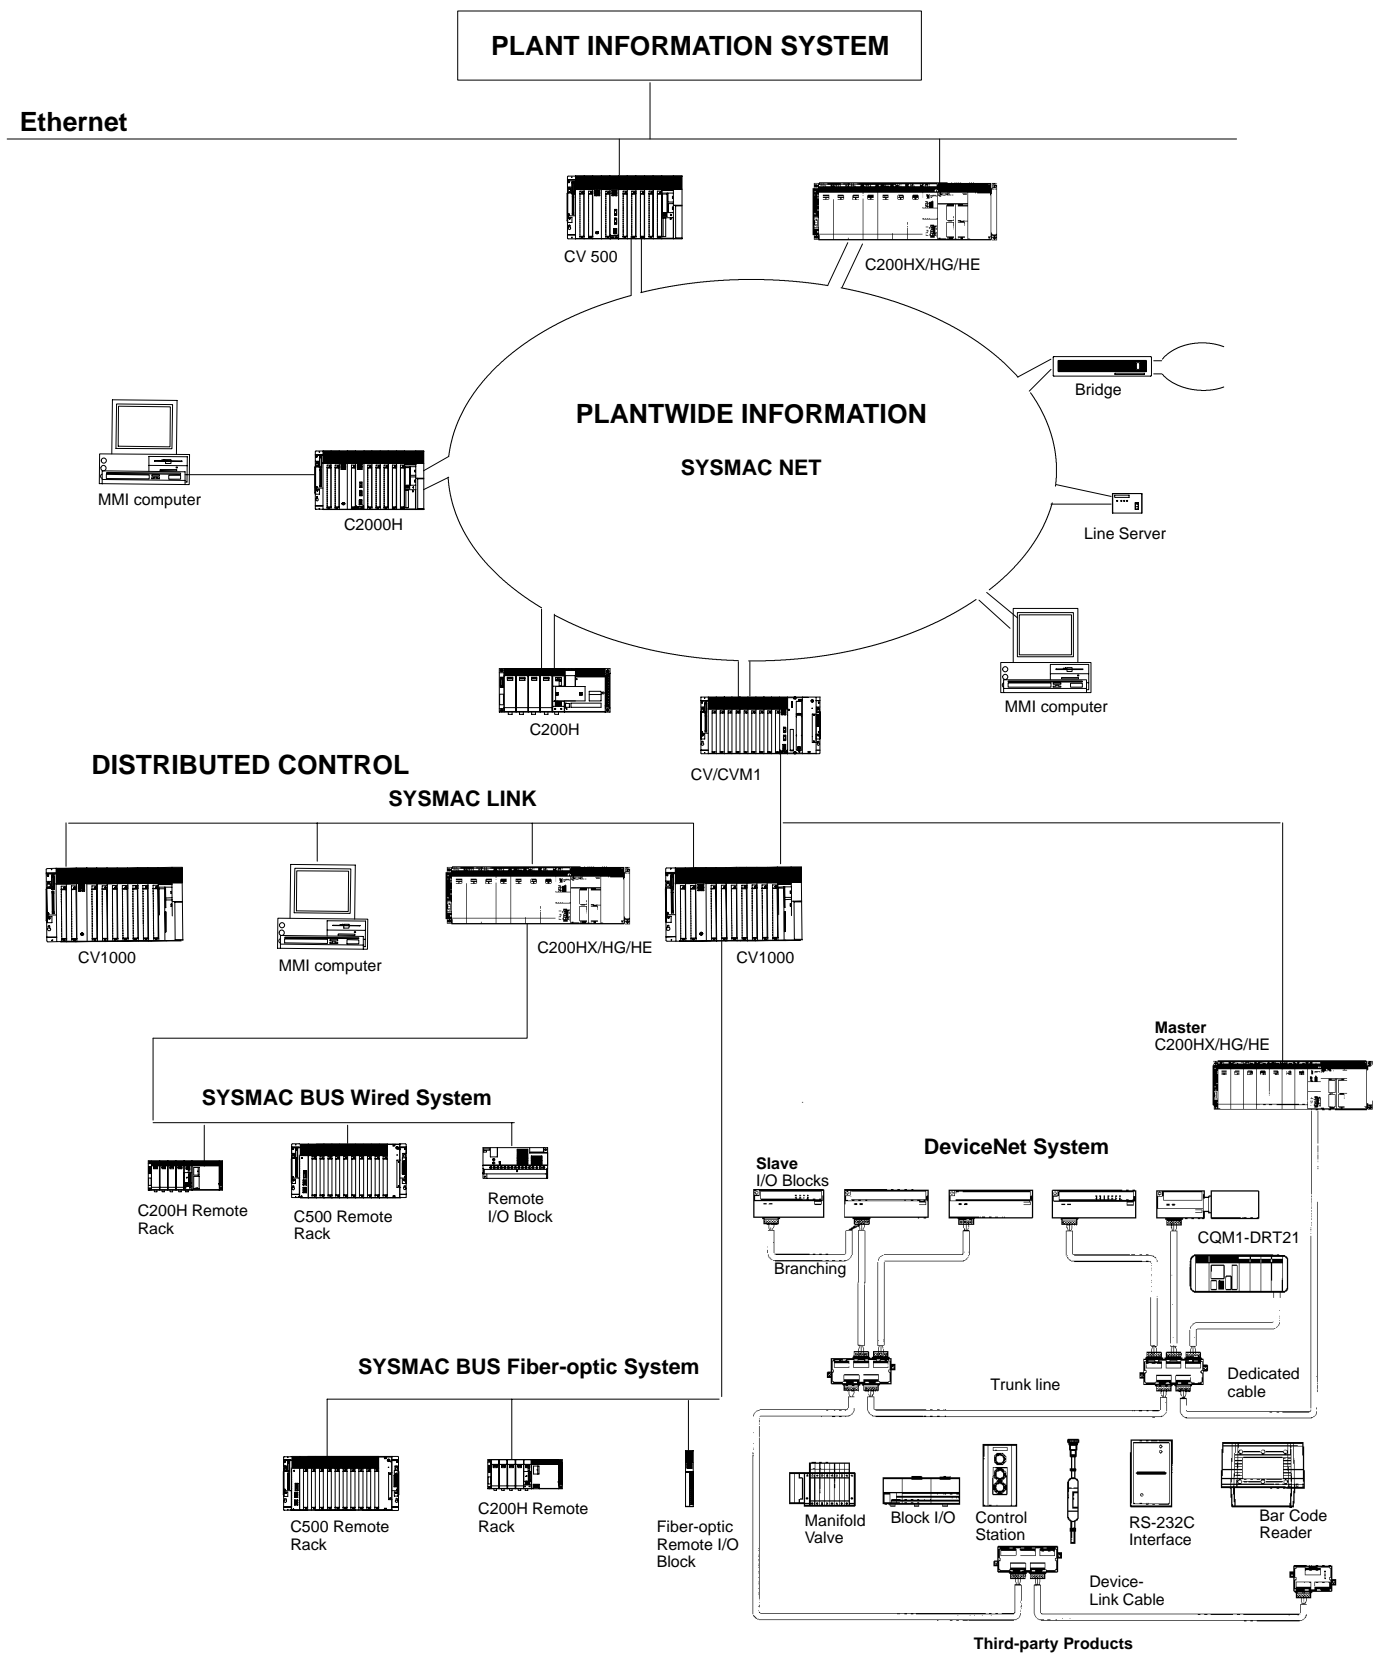 PLANT INFORMATION SYSTEM
Ethernet
CV 500
C200HX/HG/HE
Bridge
PLANTWIDE INFORMATION
SYSMAC NET
MMI computer
C2000H
Line Server
C200H
MMI computer
CV/CVM1
DISTRIBUTED CONTROL
SYSMAC LINK
CV1000
MMI computer
C200HX/HG/HE
CV1000
Master
C200HX/HG/HE
SYSMAC BUS Wired System
C200H Remote
Rack
C500 Remote
Rack
Remote
I/O Block
DeviceNet System
Slave
I/O Blocks
CQM1-DRT21
Branching
SYSMAC BUS Fiber-optic System
Trunk line
Dedicated
cable
C500 Remote
Rack
C200H Remote
Rack
Fiber-optic
Remote I/O
Block
Manifold
Valve
Block I/O
Control
Station
RS-232C
Interface
Bar Code
Reader
Device-
Link Cable
Third-party Products